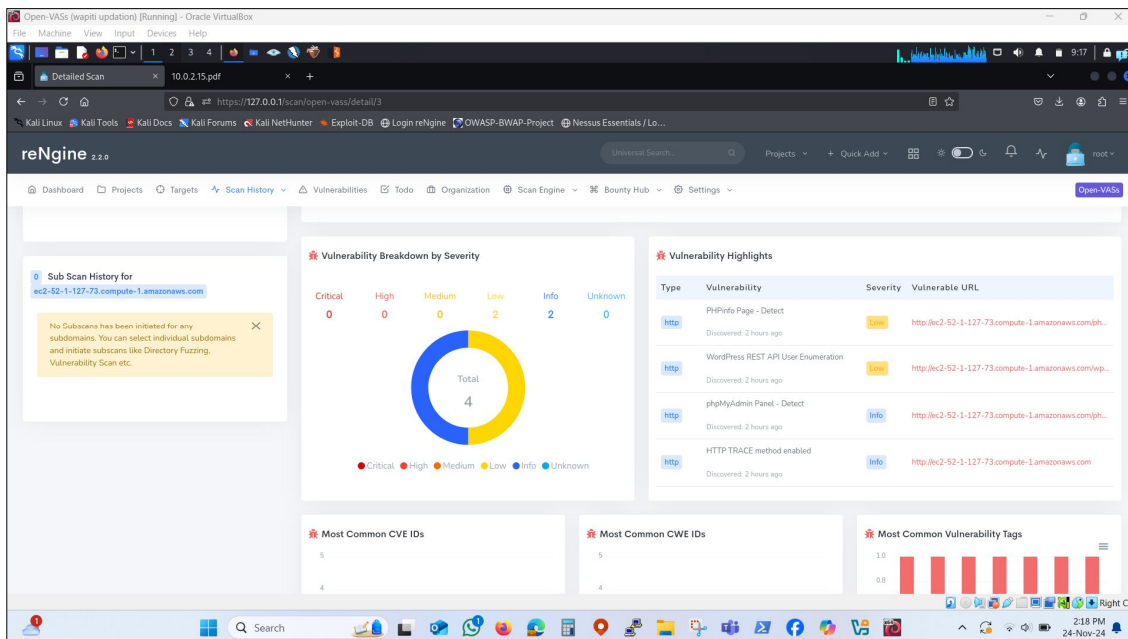 Open-VASs (wapiti updation) [Running] - Oracle VirtualBox
File Machine View Input Devices Help
1 2 3 4
9:17
Detailed Scan × 10.0.2.15.pdf × +
https://127.0.0.1/scan/open-vass/detail/3
Kali Linux Kali Tools Kali Docs Kali Forums Kali NetHunter Exploit-DB Login reNgine OWASP-BWAP-Project Nessus Essentials / Lo...
reNgine 2.2.0
Universal Search... Projects + Quick Add root
Dashboard Projects Targets Scan History Vulnerabilities Todo Organization Scan Engine Bounty Hub Settings Open-VASs
0 Sub Scan History for
ec2-52-1-127-73.compute-1.amazonaws.com
No Subscans has been initiated for any
subdomains. You can select individual subdomains
and initiate subscans like Directory Fuzzing,
Vulnerability Scan etc.
Vulnerability Breakdown by Severity
Critical High Medium Low Info Unknown
0 0 0 2 2 0
Total
4
Critical High Medium Low Info Unknown
Vulnerability Highlights
Type Vulnerability Severity Vulnerable URL
http PHPinfo Page - Detect Low http://ec2-52-1-127-73.compute-1.amazonaws.com/ph...
Discovered: 2 hours ago
http WordPress REST API User Enumeration Low http://ec2-52-1-127-73.compute-1.amazonaws.com/wp...
Discovered: 2 hours ago
http phpMyAdmin Panel - Detect Info http://ec2-52-1-127-73.compute-1.amazonaws.com/ph...
Discovered: 2 hours ago
http HTTP TRACE method enabled Info http://ec2-52-1-127-73.compute-1.amazonaws.com
Discovered: 2 hours ago
Most Common CVE IDs
5
4
Most Common CWE IDs
5
4
Most Common Vulnerability Tags
1.0
0.8
Right C
Search
2:18 PM
24-Nov-24